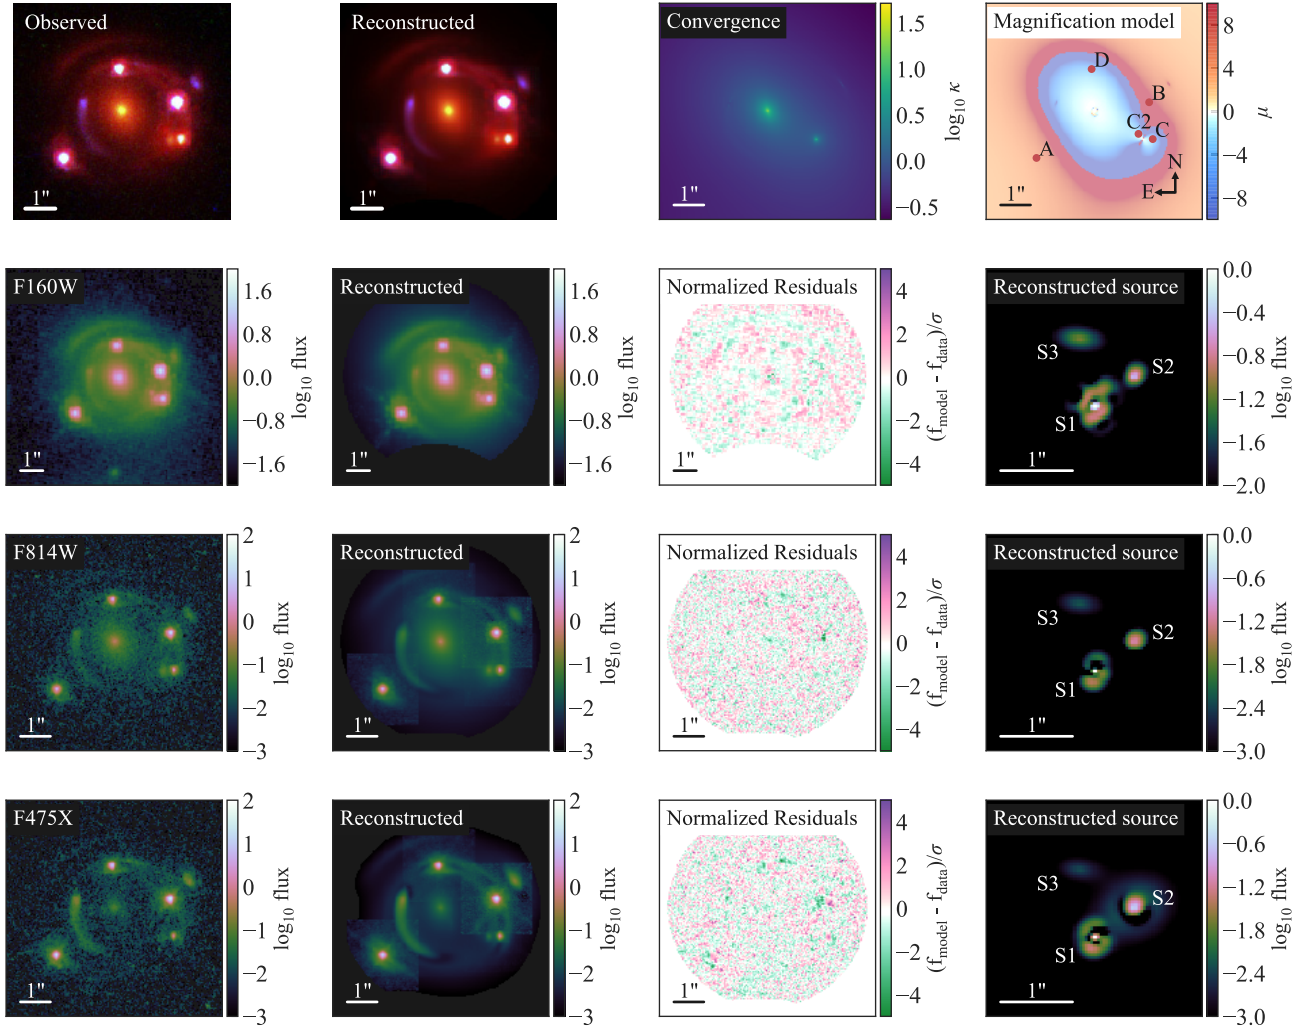 Observed
1"
Reconstructed
1"
Convergence
1"
1.5
1.0
0.5
0.0
−0.5
log₁₀ κ
Magnification model
D
B
C2
C
A
N
E
1"
8
4
0
−4
−8
μ
F160W
1"
1.6
0.8
0.0
−0.8
−1.6
log₁₀ flux
Reconstructed
1"
1.6
0.8
0.0
−0.8
−1.6
log₁₀ flux
Normalized Residuals
1"
4
2
0
−2
−4
(f_model - f_data)/σ
Reconstructed source
S3
S2
S1
1"
0.0
−0.4
−0.8
−1.2
−1.6
−2.0
log₁₀ flux
F814W
1"
2
1
0
−1
−2
−3
log₁₀ flux
Reconstructed
1"
2
1
0
−1
−2
−3
log₁₀ flux
Normalized Residuals
1"
4
2
0
−2
−4
(f_model - f_data)/σ
Reconstructed source
S3
S2
S1
1"
0.0
−0.6
−1.2
−1.8
−2.4
−3.0
log₁₀ flux
F475X
1"
2
1
0
−1
−2
−3
log₁₀ flux
Reconstructed
1"
2
1
0
−1
−2
−3
log₁₀ flux
Normalized Residuals
1"
4
2
0
−2
−4
(f_model - f_data)/σ
Reconstructed source
S3
S2
S1
1"
0.0
−0.6
−1.2
−1.8
−2.4
−3.0
log₁₀ flux